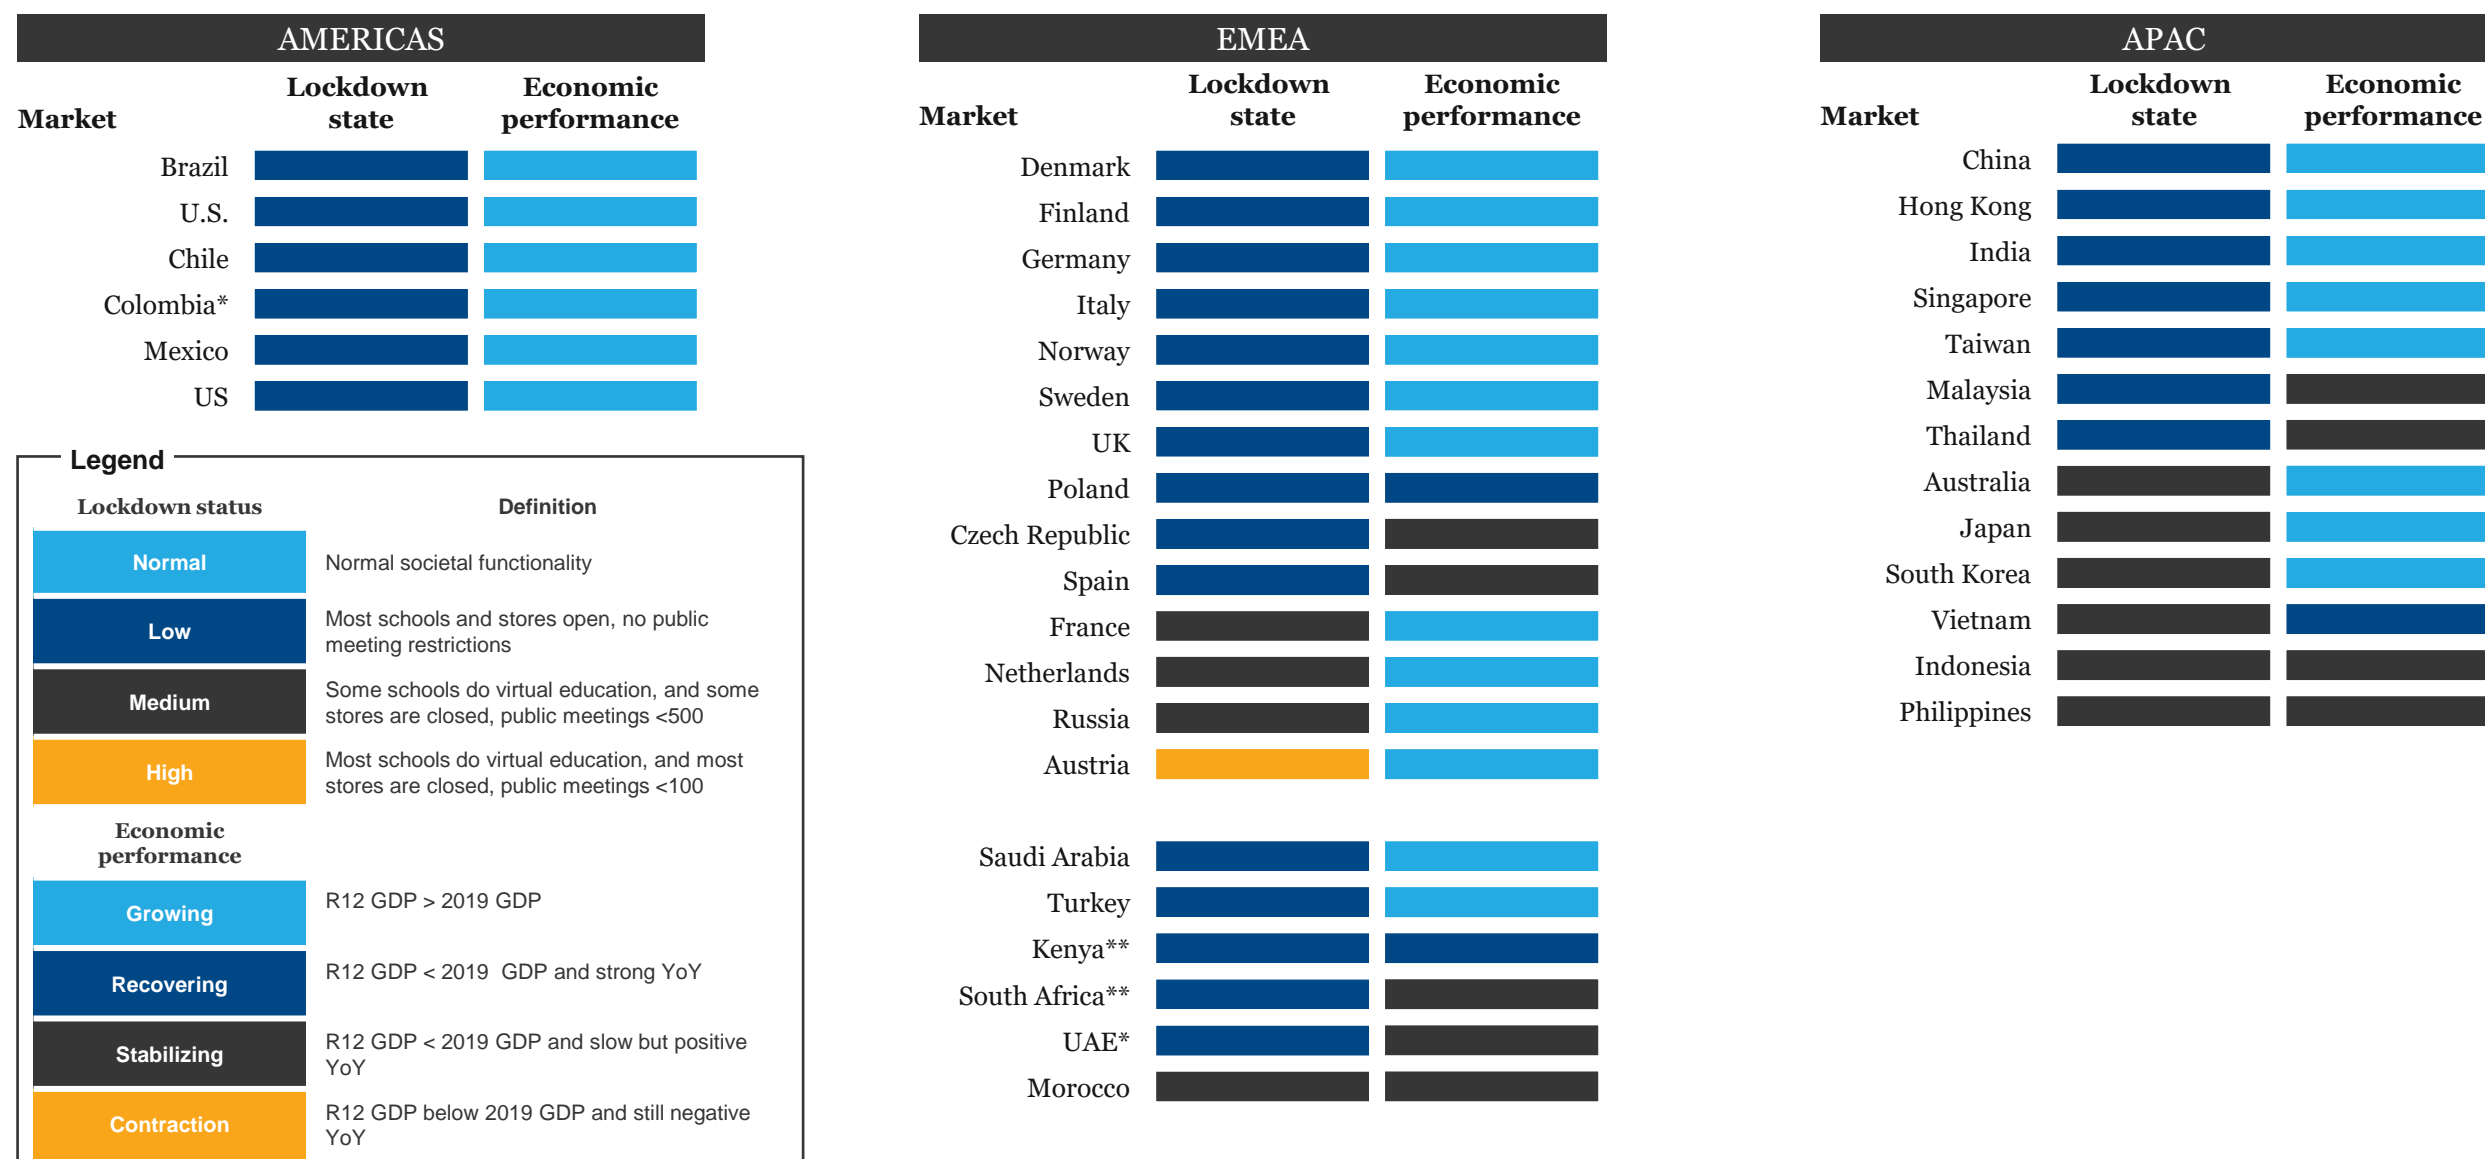 AMERICAS
Market
Lockdown
state
Economic
performance
Brazil
U.S.
Chile
Colombia*
Mexico
US
Legend
Lockdown status
Definition
Normal
Normal societal functionality
Low
Most schools and stores open, no public
meeting restrictions
Medium
Some schools do virtual education, and some
stores are closed, public meetings <500
High
Most schools do virtual education, and most
stores are closed, public meetings <100
Economic
performance
Growing
R12 GDP > 2019 GDP
Recovering
R12 GDP < 2019  GDP and strong YoY
Stabilizing
R12 GDP < 2019 GDP and slow but positive
YoY
Contraction
R12 GDP below 2019 GDP and still negative
YoY
EMEA
Market
Lockdown
state
Economic
performance
Denmark
Finland
Germany
Italy
Norway
Sweden
UK
Poland
Czech Republic
Spain
France
Netherlands
Russia
Austria
Saudi Arabia
Turkey
Kenya**
South Africa**
UAE*
Morocco
APAC
Market
Lockdown
state
Economic
performance
China
Hong Kong
India
Singapore
Taiwan
Malaysia
Thailand
Australia
Japan
South Korea
Vietnam
Indonesia
Philippines